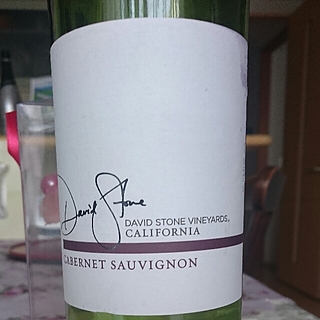 David Stone
DAVID STONE VINEYARDS,
CALIFORNIA
CABERNET SAUVIGNON